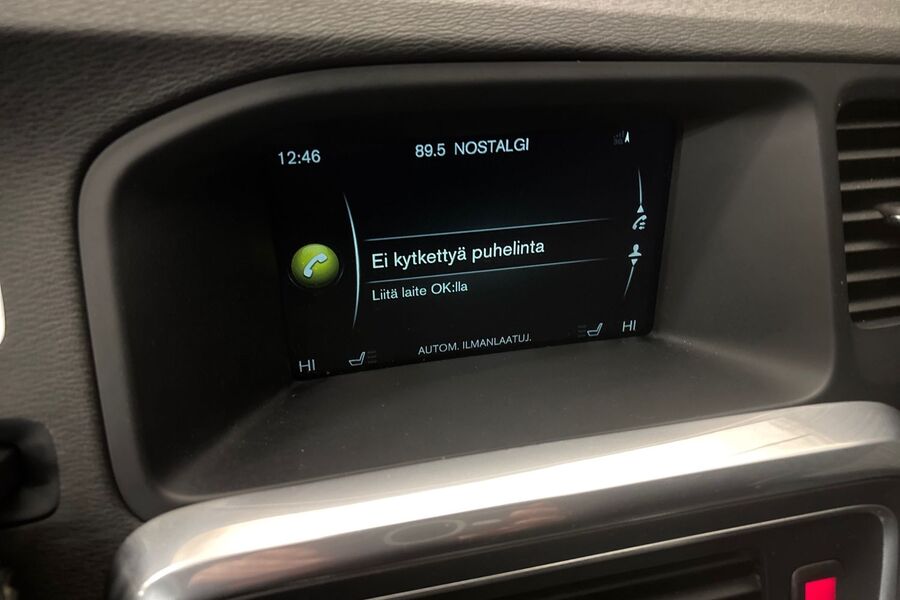 12:46
89.5 NOSTALGI
Ei kytkettyä puhelinta
Liitä laite OK:lla
HI
AUTOM. ILMANLAATUJ.
HI